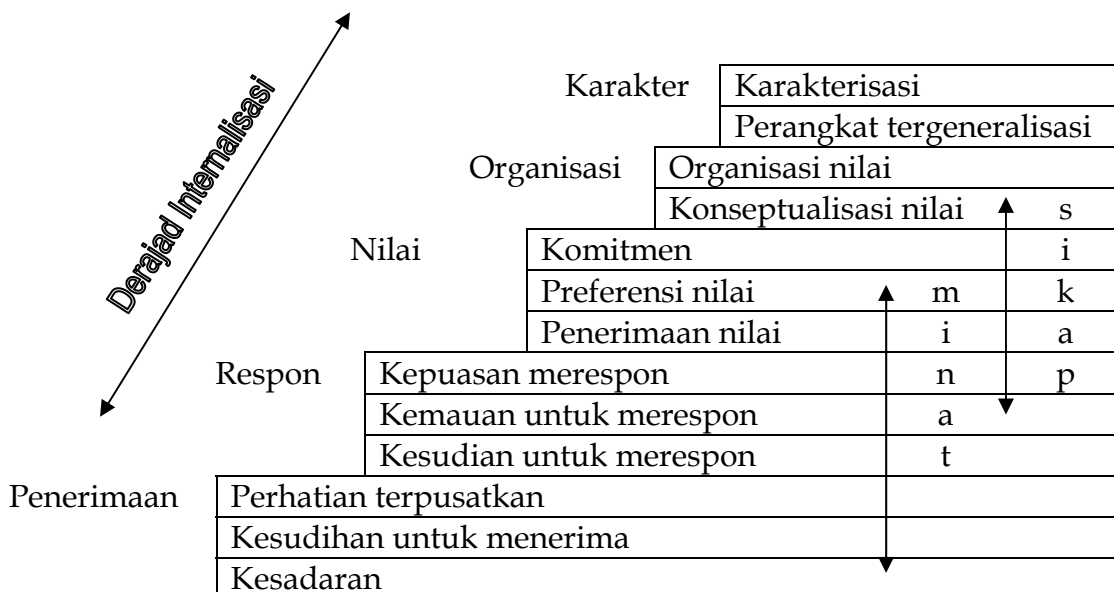 Derajad Internalisasi
Karakter Karakterisasi
Perangkat tergeneralisasi
Organisasi Organisasi nilai
Konseptualisasi nilai s
Nilai Komitmen i
Preferensi nilai m k
Penerimaan nilai i a
Respon Kepuasan merespon n p
Kemauan untuk merespon a
Kesudian untuk merespon t
Penerimaan Perhatian terpusatkan
Kesudihan untuk menerima
Kesadaran